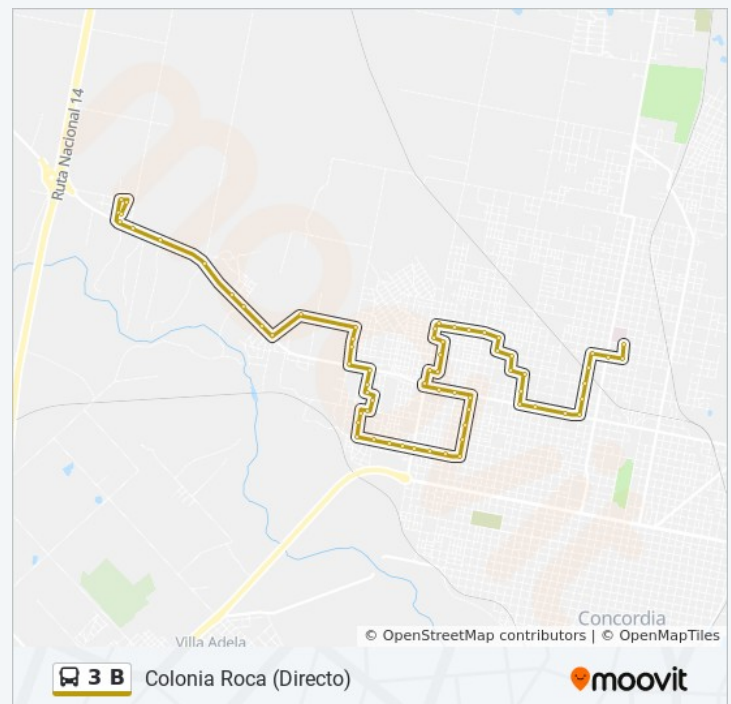 Ruta Nacional 14
Concordia
© OpenStreetMap contributors | © OpenMapTiles
Villa Adela
3 B Colonia Roca (Directo)
moovit